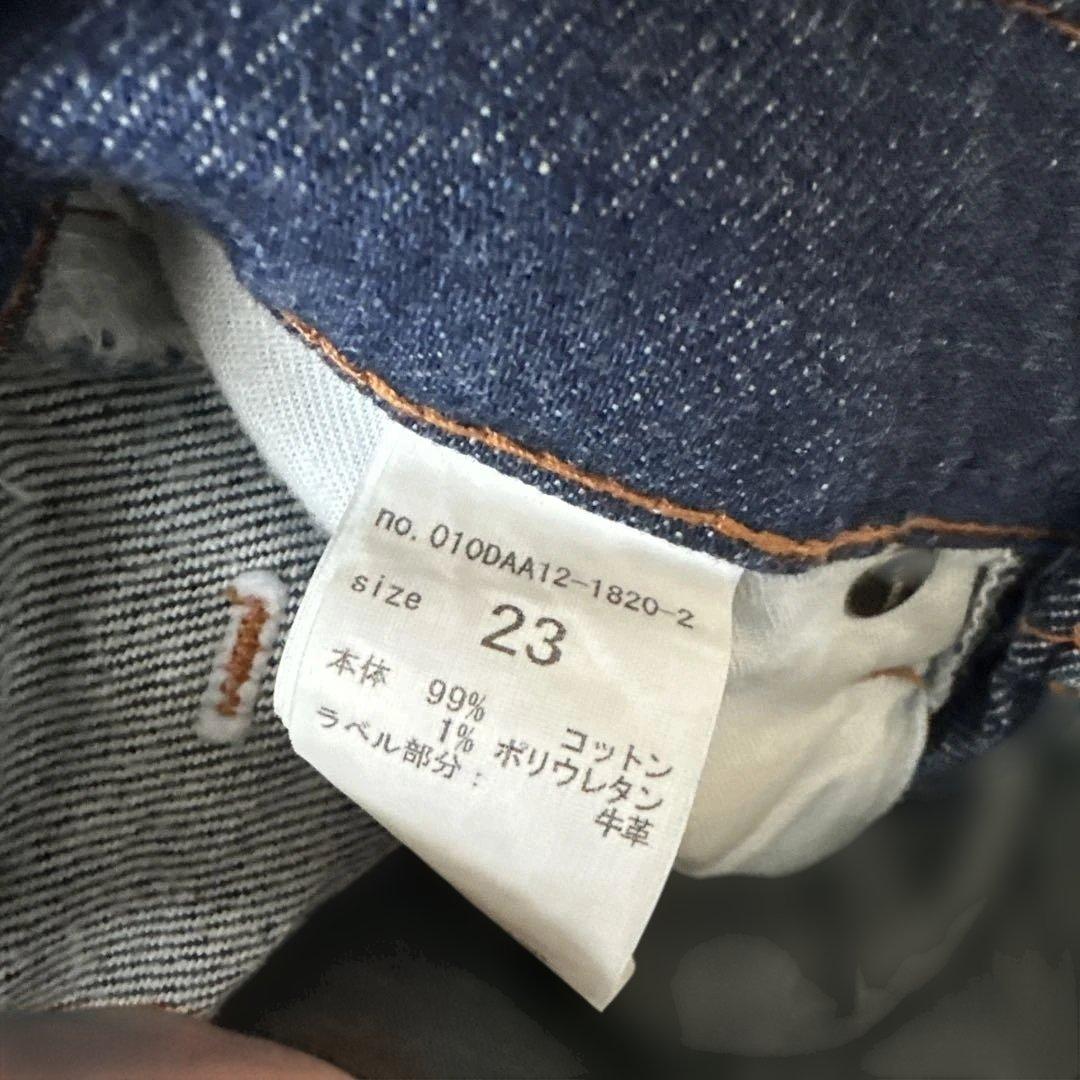 no. 010DAA12-1820-2
size 23
本体 99% コットン
1% ポリウレタン
ラベル部分： 牛革